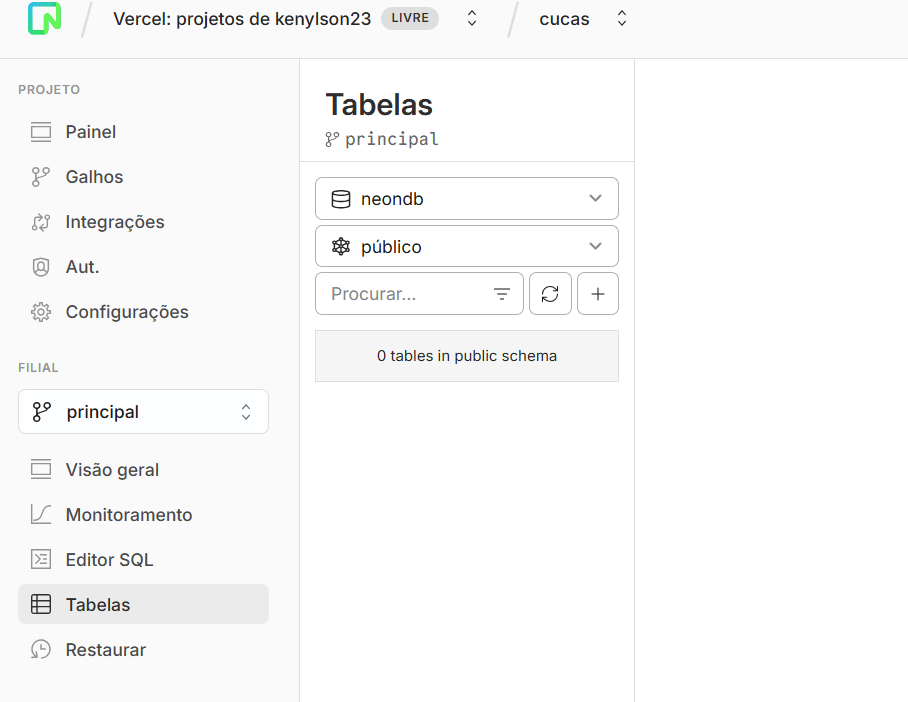 Vercel: projetos de kenylson23 LIVRE cucas
PROJETO
Painel
Galhos
Integrações
Aut.
Configurações
FILIAL
principal
Visão geral
Monitoramento
Editor SQL
Tabelas
Restaurar
Tabelas
principal
neondb
público
Procurar...
0 tables in public schema